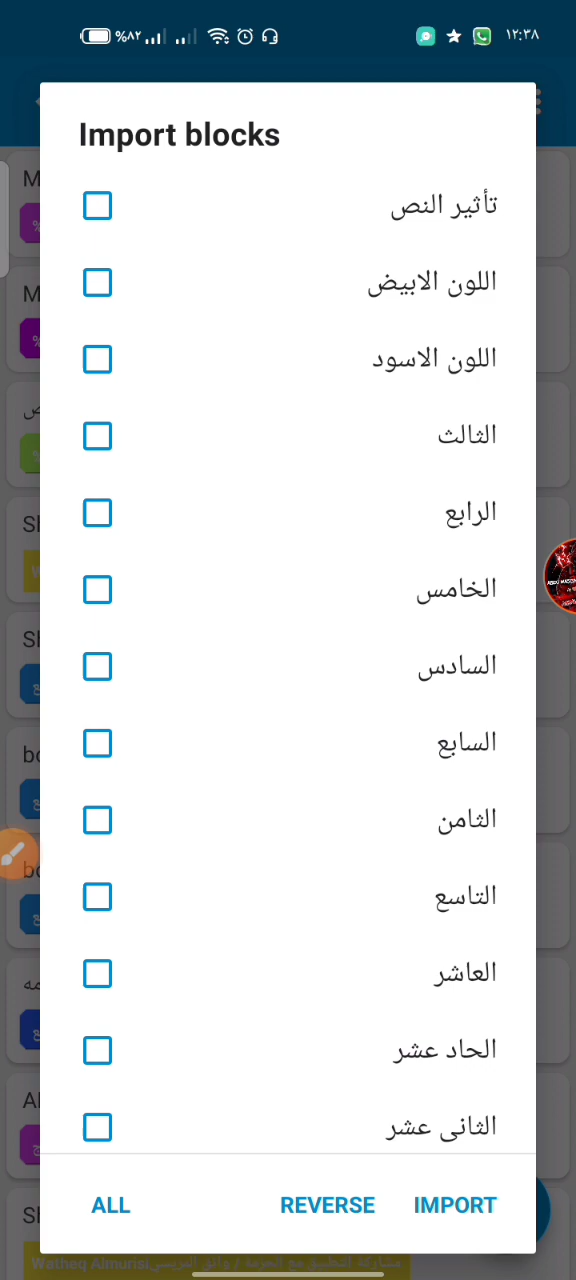 %٨٢
١٢:٣٨
Import blocks
تأثير النص
اللون الابيض
اللون الاسود
الثالث
الرابع
الخامس
السادس
السابع
الثامن
التاسع
العاشر
الحاد عشر
الثانى عشر
ALL
REVERSE
IMPORT